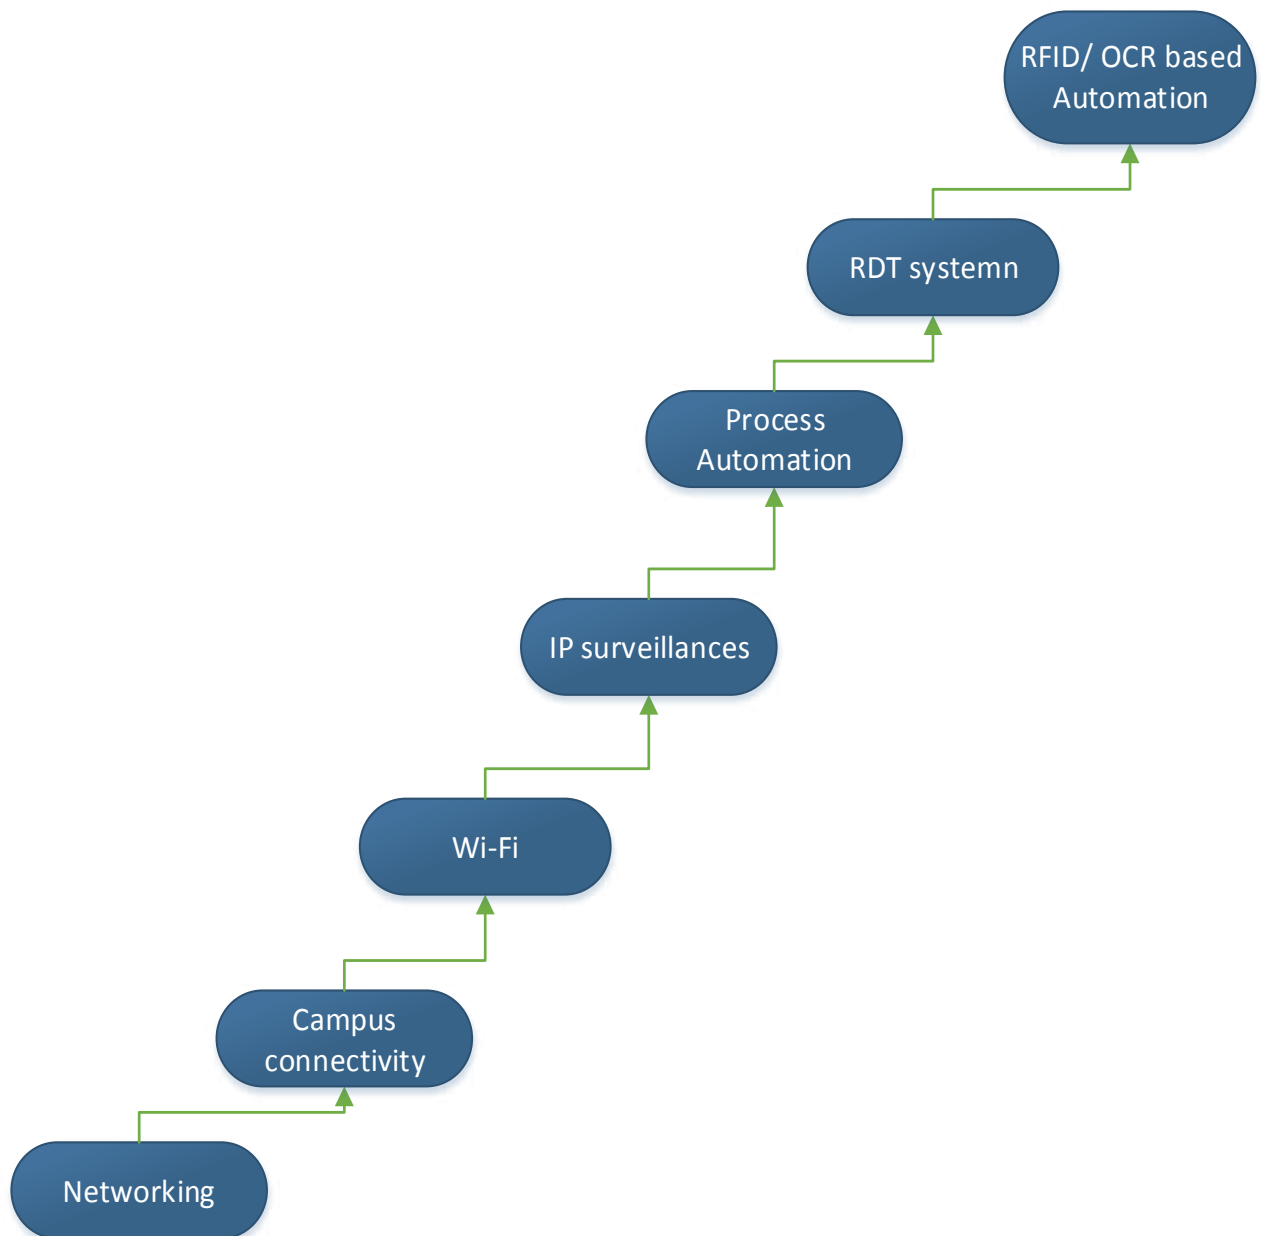 RFID/ OCR based
Automation
RDT systemn
Process
Automation
IP surveillances
Wi-Fi
Campus
connectivity
Networking